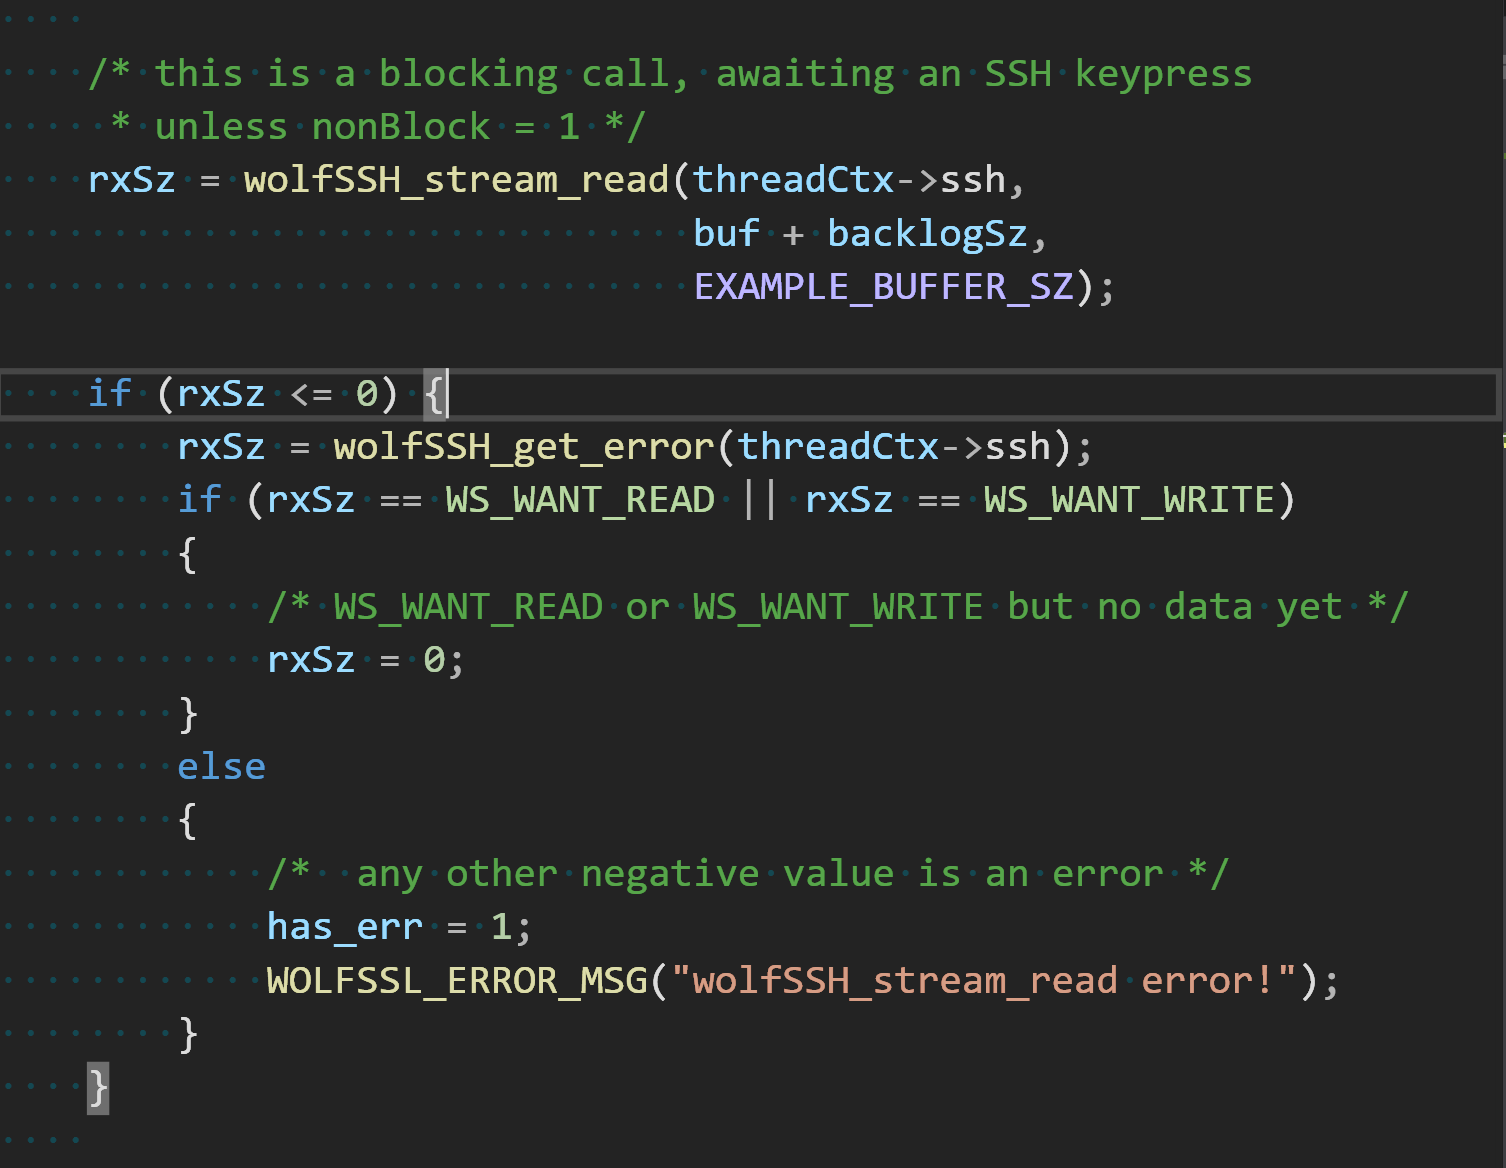 /* this is a blocking call, awaiting an SSH keypress
 * unless nonBlock = 1 */
rxSz = wolfSSH_stream_read(threadCtx->ssh,
                           buf + backlogSz,
                           EXAMPLE_BUFFER_SZ);

if (rxSz <= 0) {
    rxSz = wolfSSH_get_error(threadCtx->ssh);
    if (rxSz == WS_WANT_READ || rxSz == WS_WANT_WRITE)
    {
        /* WS_WANT_READ or WS_WANT_WRITE but no data yet */
        rxSz = 0;
    }
    else
    {
        /*  any other negative value is an error */
        has_err = 1;
        WOLFSSL_ERROR_MSG("wolfSSH_stream_read error!");
    }
}